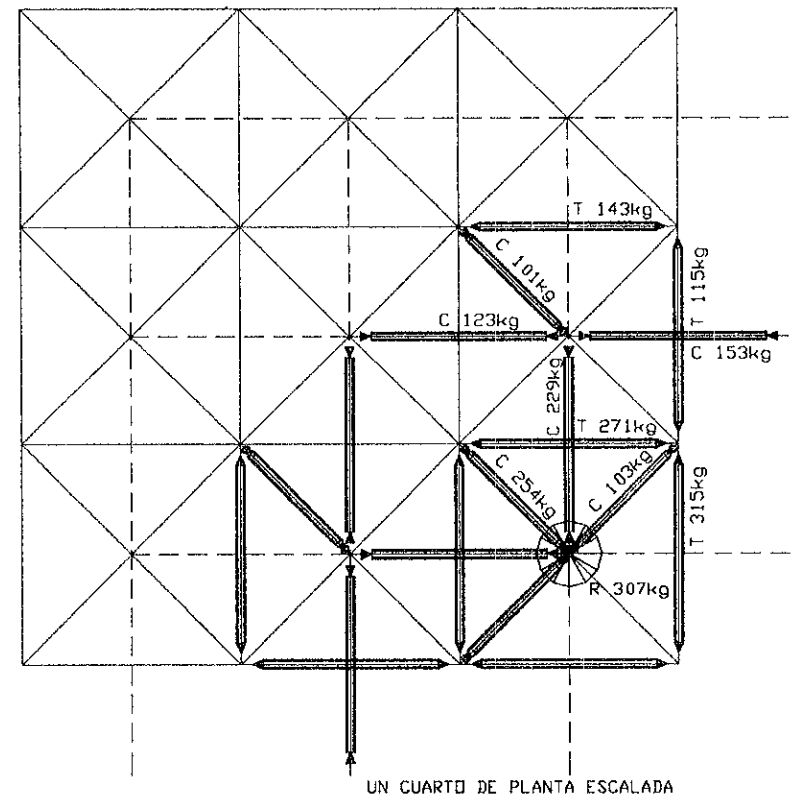 T 143kg
C 101kg
T 115kg
C 123kg
C 153kg
C 229kg
T 271kg
C 254kg
C 103kg
T 315kg
R 307kg
UN CUARTO DE PLANTA ESCALADA